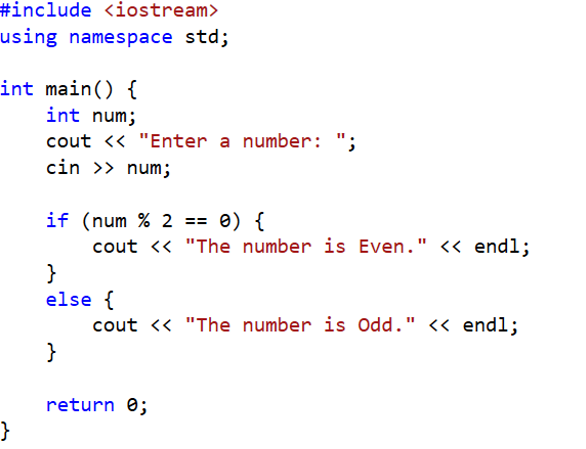 #include <iostream>
using namespace std;
int main() {
    int num;
    cout << "Enter a number: ";
    cin >> num;
    if (num % 2 == 0) {
        cout << "The number is Even." << endl;
    }
    else {
        cout << "The number is Odd." << endl;
    }
    return 0;
}